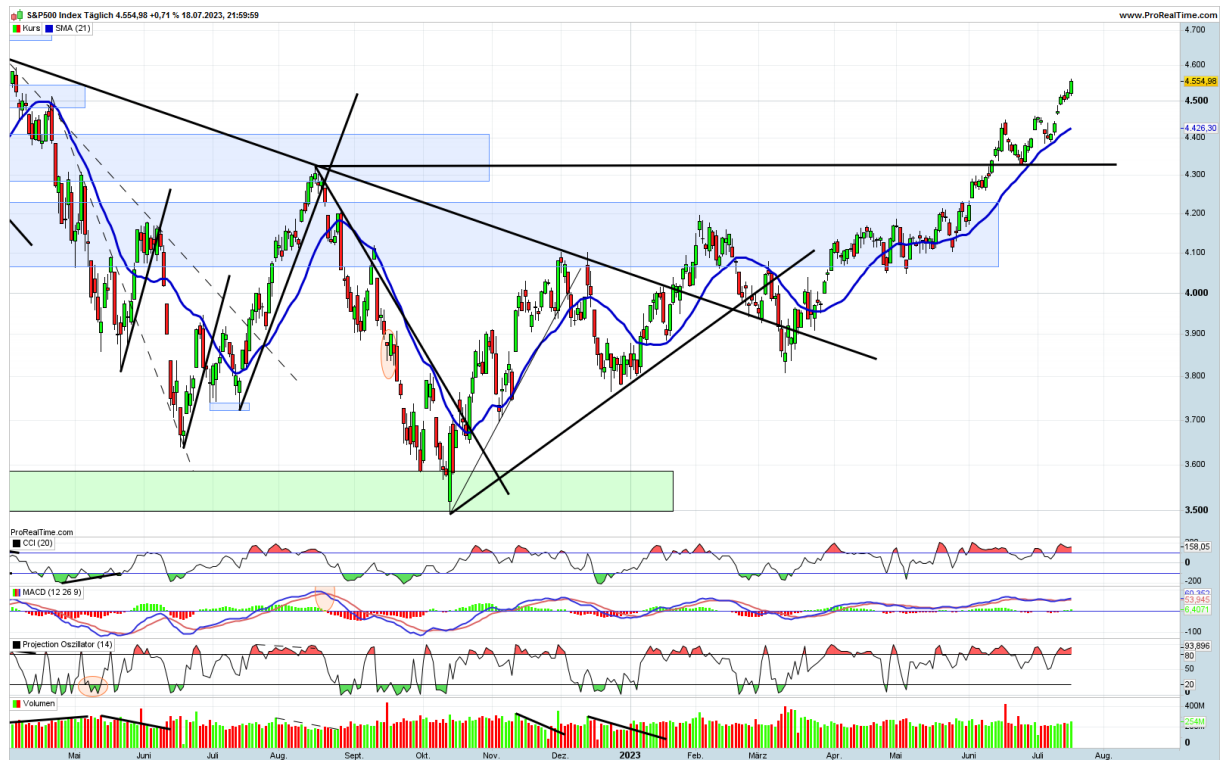 S&P500 Index Täglich 4.554,98 +0,71 % 18.07.2023, 21:59:59
www.ProRealTime.com
Kurs SMA (21)
4.700
4.600
4.554,98
4.500
4.426,30
4.400
4.300
4.200
4.100
4.000
3.900
3.800
3.700
3.600
3.500
ProRealTime.com
CCI (20)
158,05
0
-200
MACD (12 26 9)
60,352
53,945
6,4071
-100
Projection Oszillator (14)
93,896
80
50
20
0
Volumen
400M
254M
0
Mai Juni Juli Aug. Sept. Okt. Nov. Dez. 2023 Feb. März Apr. Mai Juni Juli Aug.